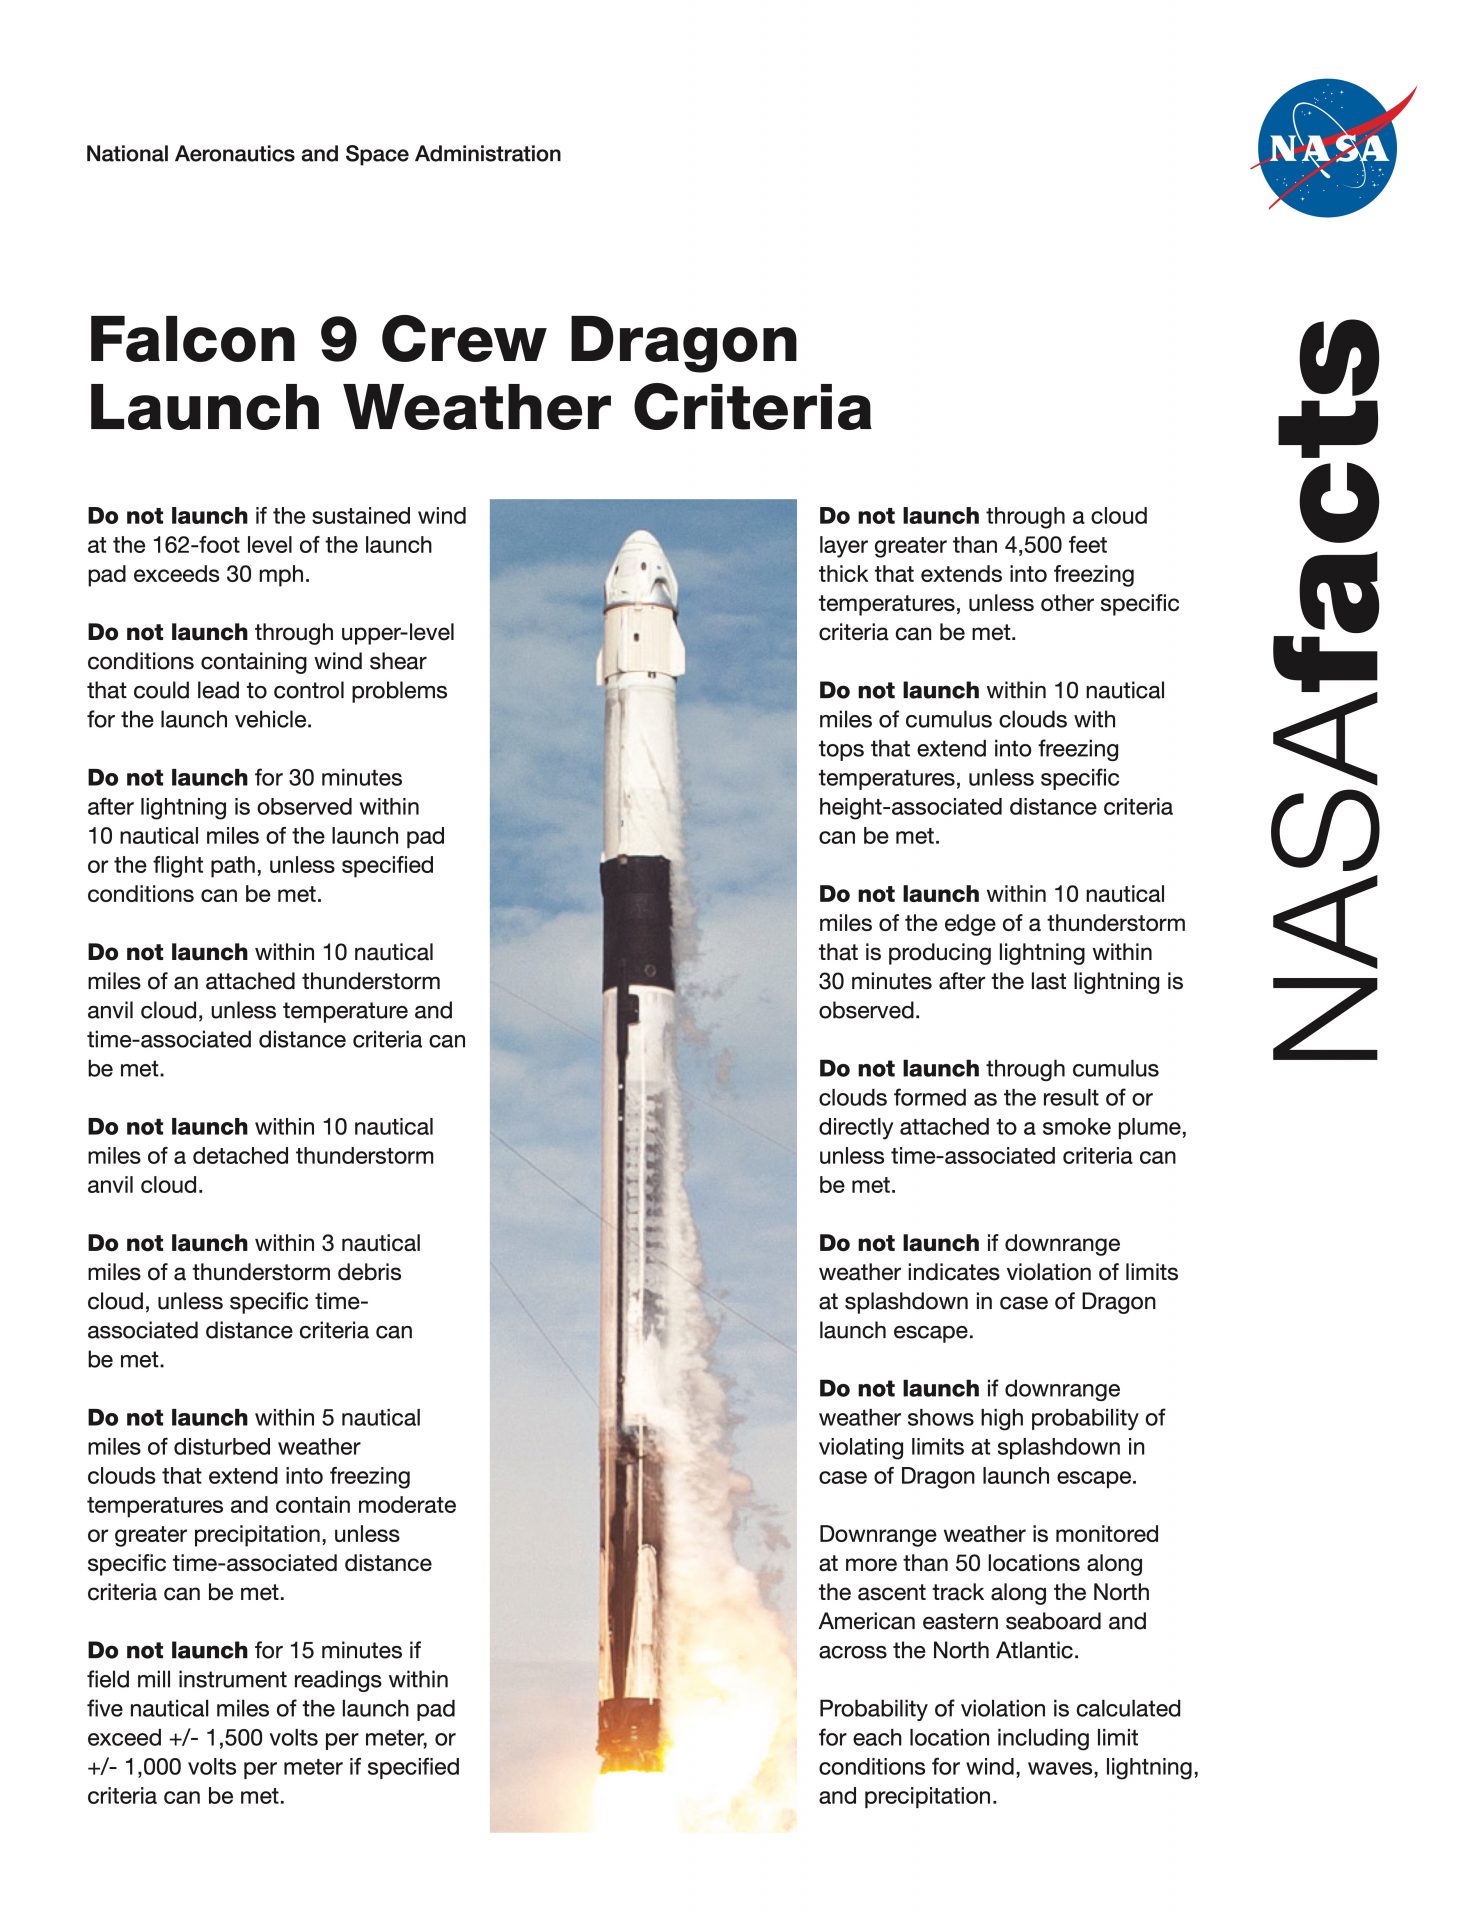 National Aeronautics and Space Administration
NASA
Falcon 9 Crew Dragon
Launch Weather Criteria
Do not launch if the sustained wind
at the 162-foot level of the launch
pad exceeds 30 mph.
Do not launch through upper-level
conditions containing wind shear
that could lead to control problems
for the launch vehicle.
Do not launch for 30 minutes
after lightning is observed within
10 nautical miles of the launch pad
or the flight path, unless specified
conditions can be met.
Do not launch within 10 nautical
miles of an attached thunderstorm
anvil cloud, unless temperature and
time-associated distance criteria can
be met.
Do not launch within 10 nautical
miles of a detached thunderstorm
anvil cloud.
Do not launch within 3 nautical
miles of a thunderstorm debris
cloud, unless specific time-
associated distance criteria can
be met.
Do not launch within 5 nautical
miles of disturbed weather
clouds that extend into freezing
temperatures and contain moderate
or greater precipitation, unless
specific time-associated distance
criteria can be met.
Do not launch for 15 minutes if
field mill instrument readings within
five nautical miles of the launch pad
exceed +/- 1,500 volts per meter, or
+/- 1,000 volts per meter if specified
criteria can be met.
Do not launch through a cloud
layer greater than 4,500 feet
thick that extends into freezing
temperatures, unless other specific
criteria can be met.
Do not launch within 10 nautical
miles of cumulus clouds with
tops that extend into freezing
temperatures, unless specific
height-associated distance criteria
can be met.
Do not launch within 10 nautical
miles of the edge of a thunderstorm
that is producing lightning within
30 minutes after the last lightning is
observed.
Do not launch through cumulus
clouds formed as the result of or
directly attached to a smoke plume,
unless time-associated criteria can
be met.
Do not launch if downrange
weather indicates violation of limits
at splashdown in case of Dragon
launch escape.
Do not launch if downrange
weather shows high probability of
violating limits at splashdown in
case of Dragon launch escape.
Downrange weather is monitored
at more than 50 locations along
the ascent track along the North
American eastern seaboard and
across the North Atlantic.
Probability of violation is calculated
for each location including limit
conditions for wind, waves, lightning,
and precipitation.
NASAfacts